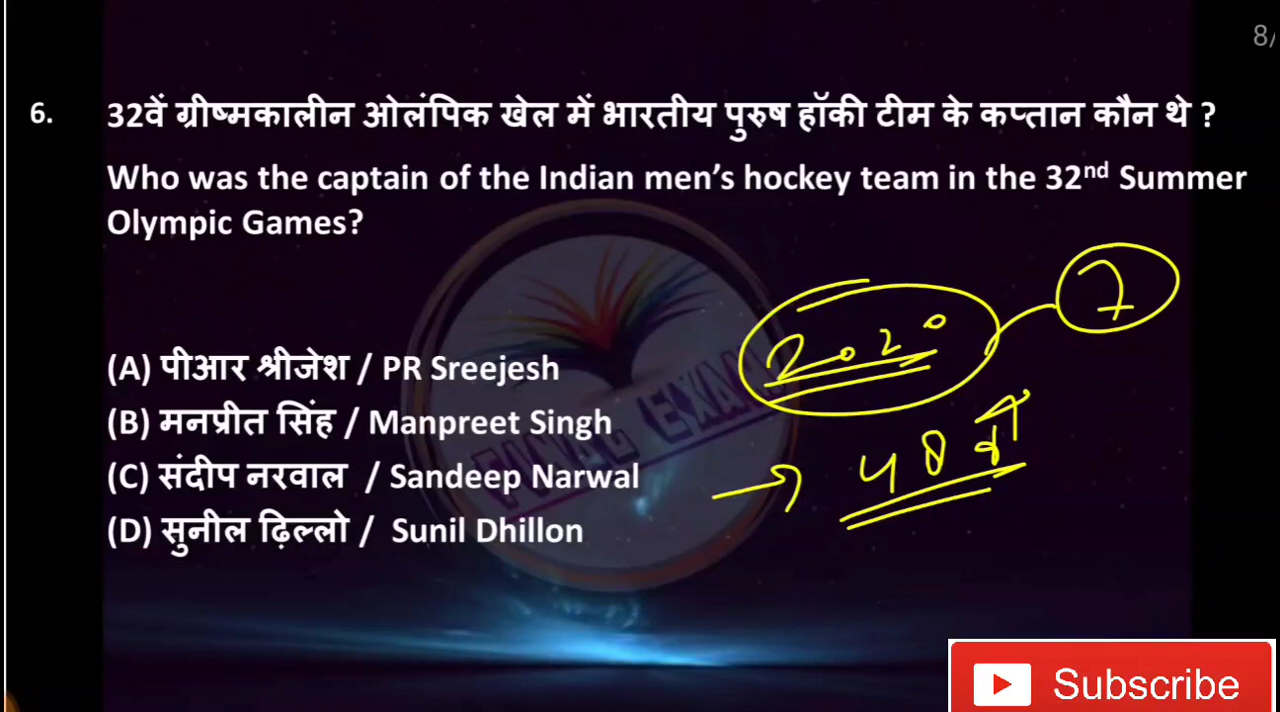 8/
6. 32वें ग्रीष्मकालीन ओलंपिक खेल में भारतीय पुरुष हॉकी टीम के कप्तान कौन थे ?
Who was the captain of the Indian men’s hockey team in the 32nd Summer
Olympic Games?
2020
7
(A) पीआर श्रीजेश / PR Sreejesh
(B) मनप्रीत सिंह / Manpreet Singh
(C) संदीप नरवाल / Sandeep Narwal
(D) सुनील ढ़िल्लो / Sunil Dhillon
EXAM
Subscribe